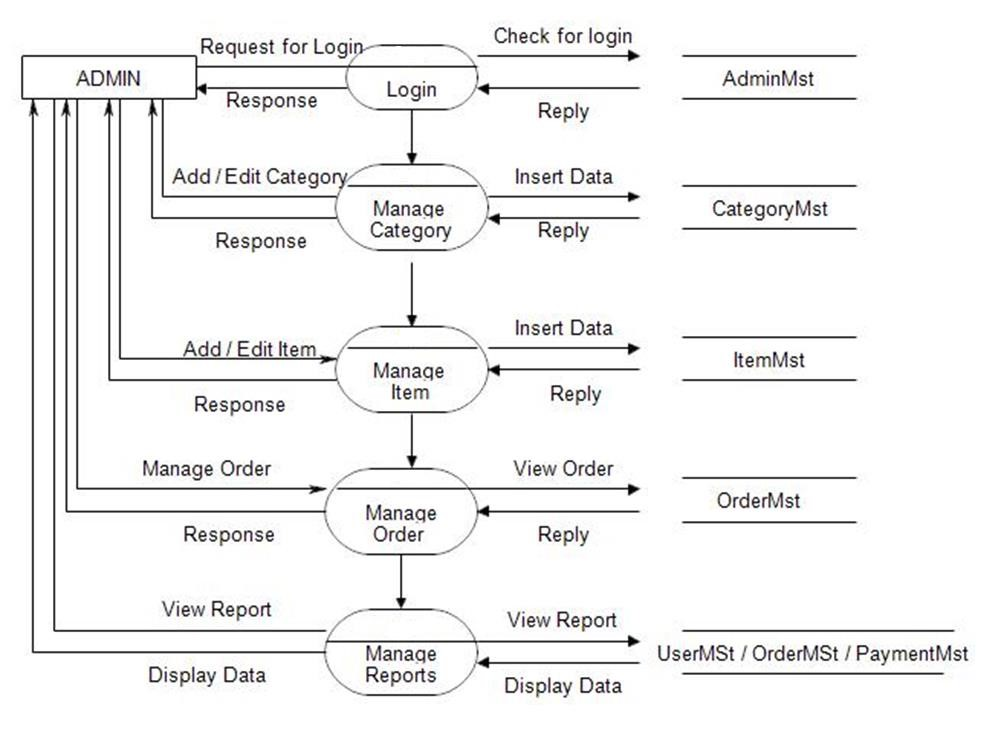 Request for Login
Check for login
ADMIN
Login
AdminMst
Response
Reply
Add / Edit Category
Insert Data
Manage
Category
CategoryMst
Response
Reply
Insert Data
Add / Edit Item
Manage
Item
ItemMst
Response
Reply
Manage Order
View Order
Manage
Order
OrderMst
Response
Reply
View Report
View Report
Manage
Reports
UserMSt / OrderMSt / PaymentMst
Display Data
Display Data